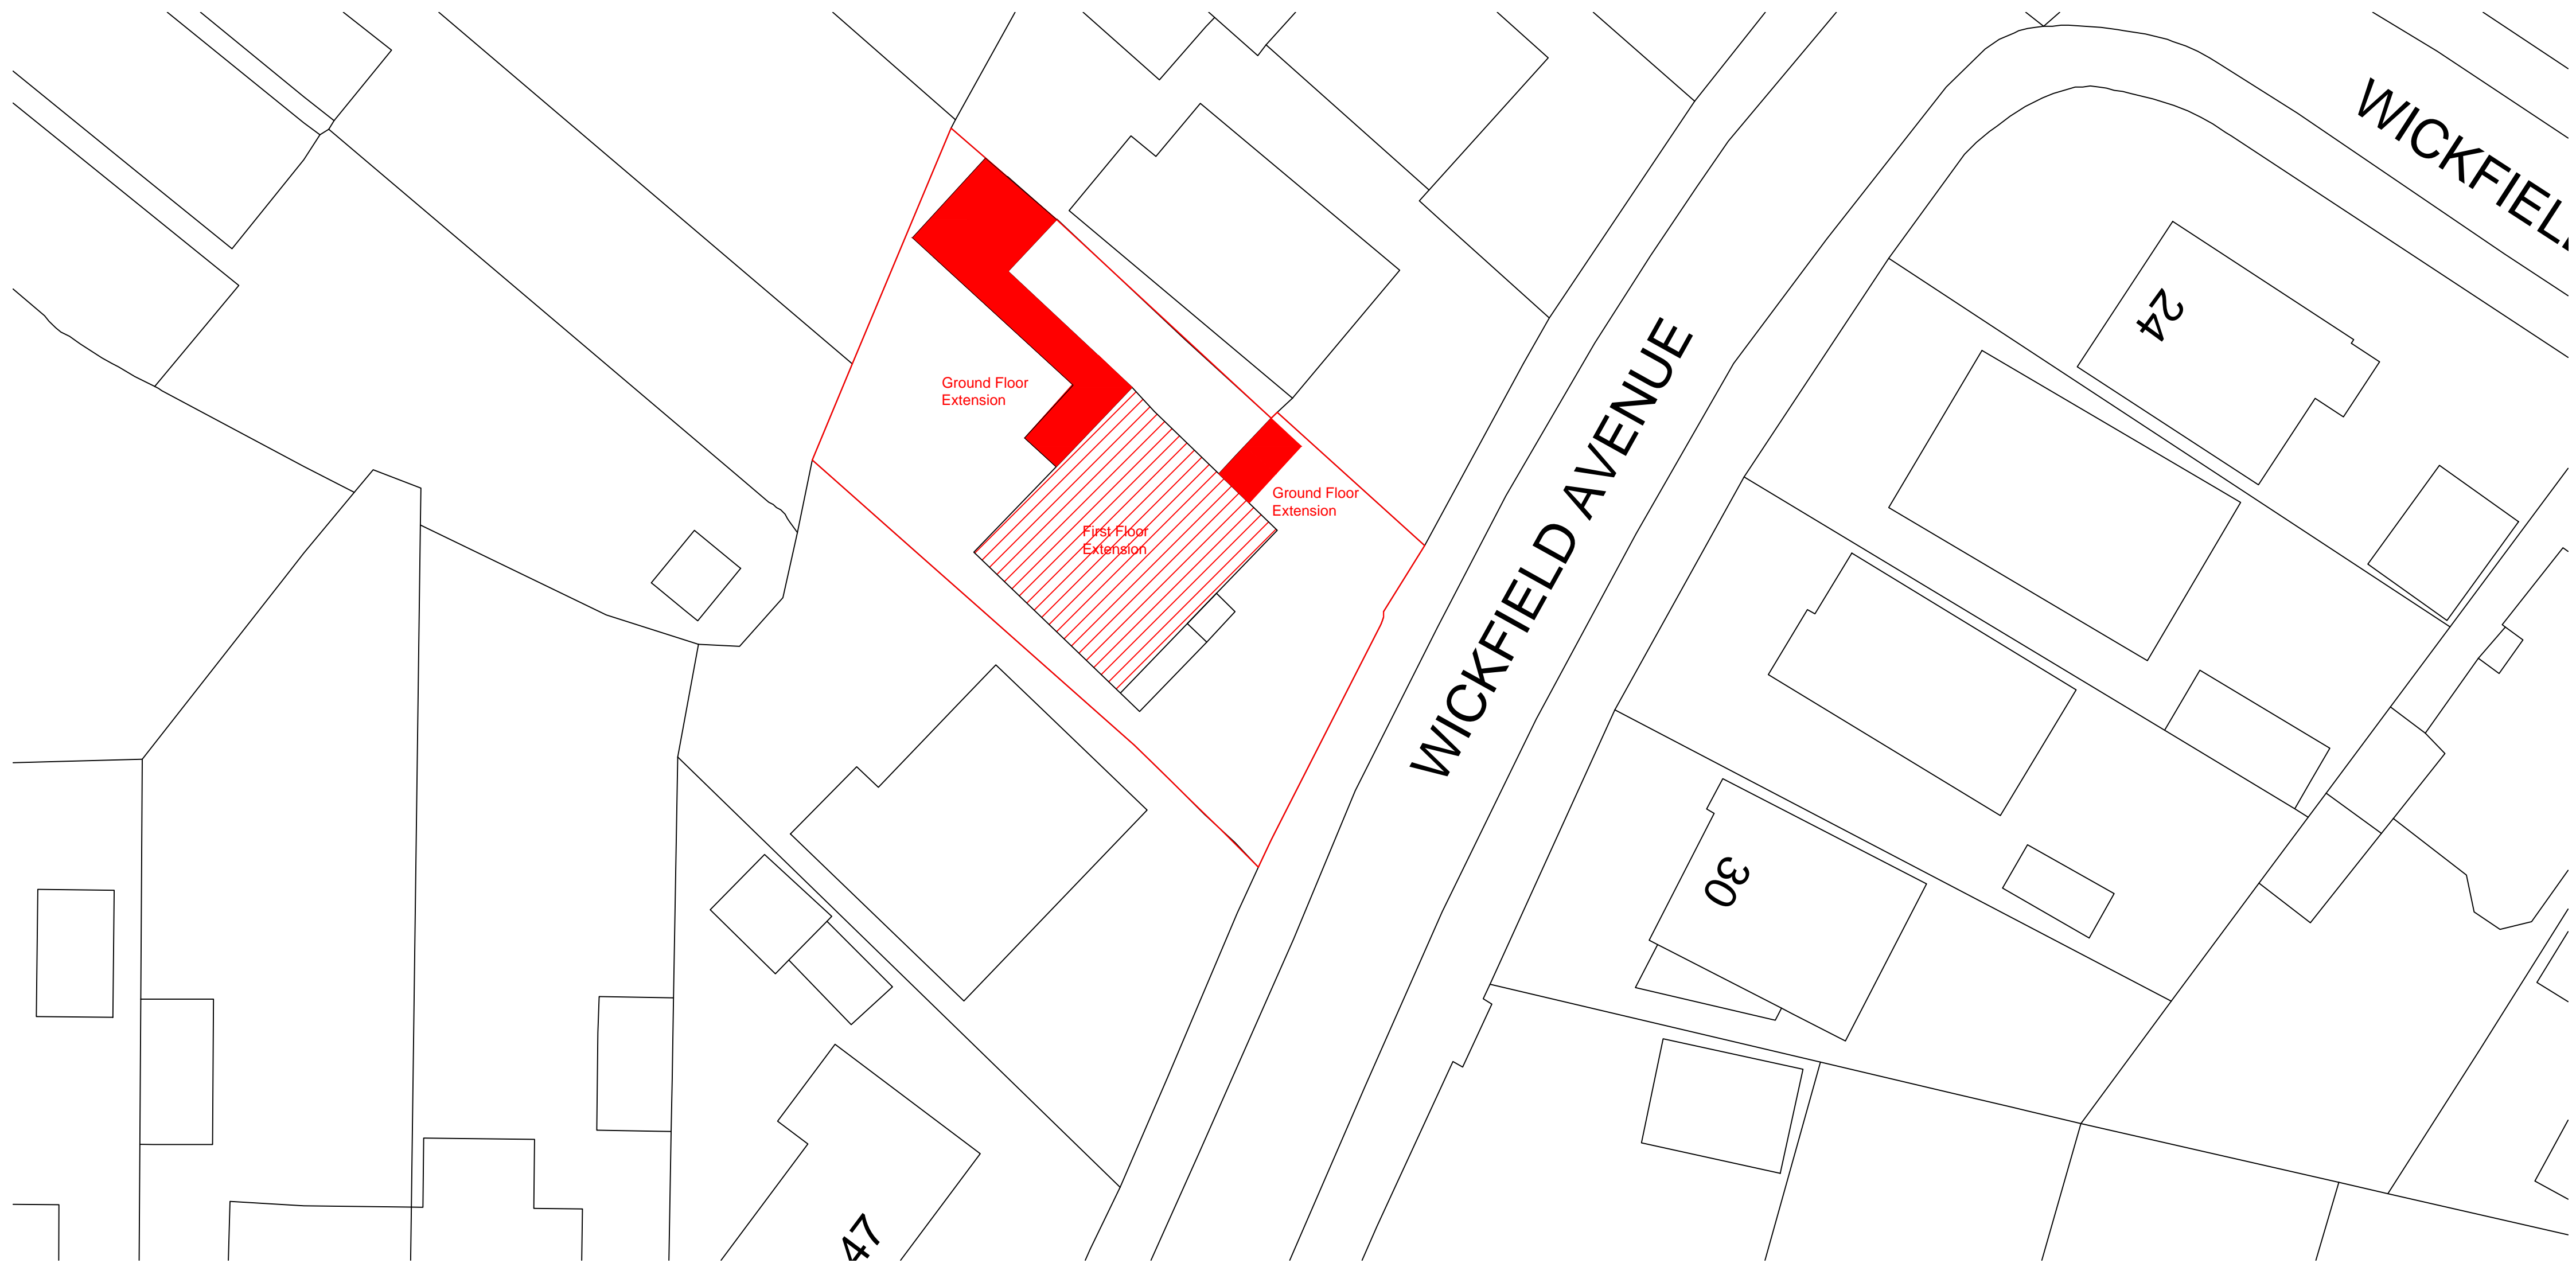 WICKFIEL
24
Ground Floor
Extension
Ground Floor
Extension
First Floor
Extension
WICKFIELD AVENUE
30
47